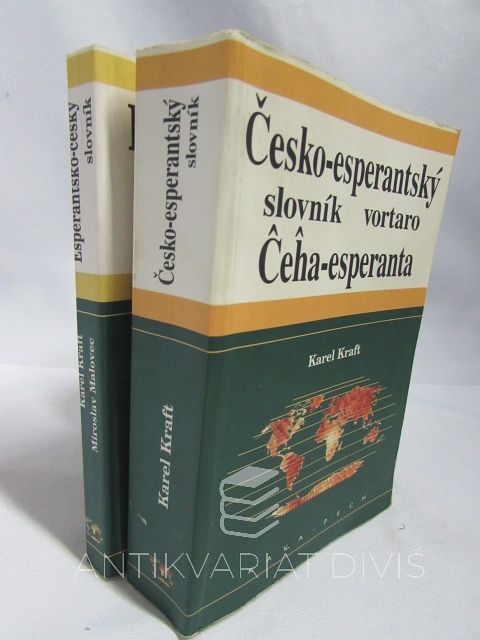 Esperantsko-český
slovník
Karel Kraft
Miroslav Malovec
Česko-esperantský
slovník
Karel Kraft
Česko-esperantský
slovník vortaro
Ĉeĥa-esperanta
Karel Kraft
ANTIKVARIÁT DIVIŠ